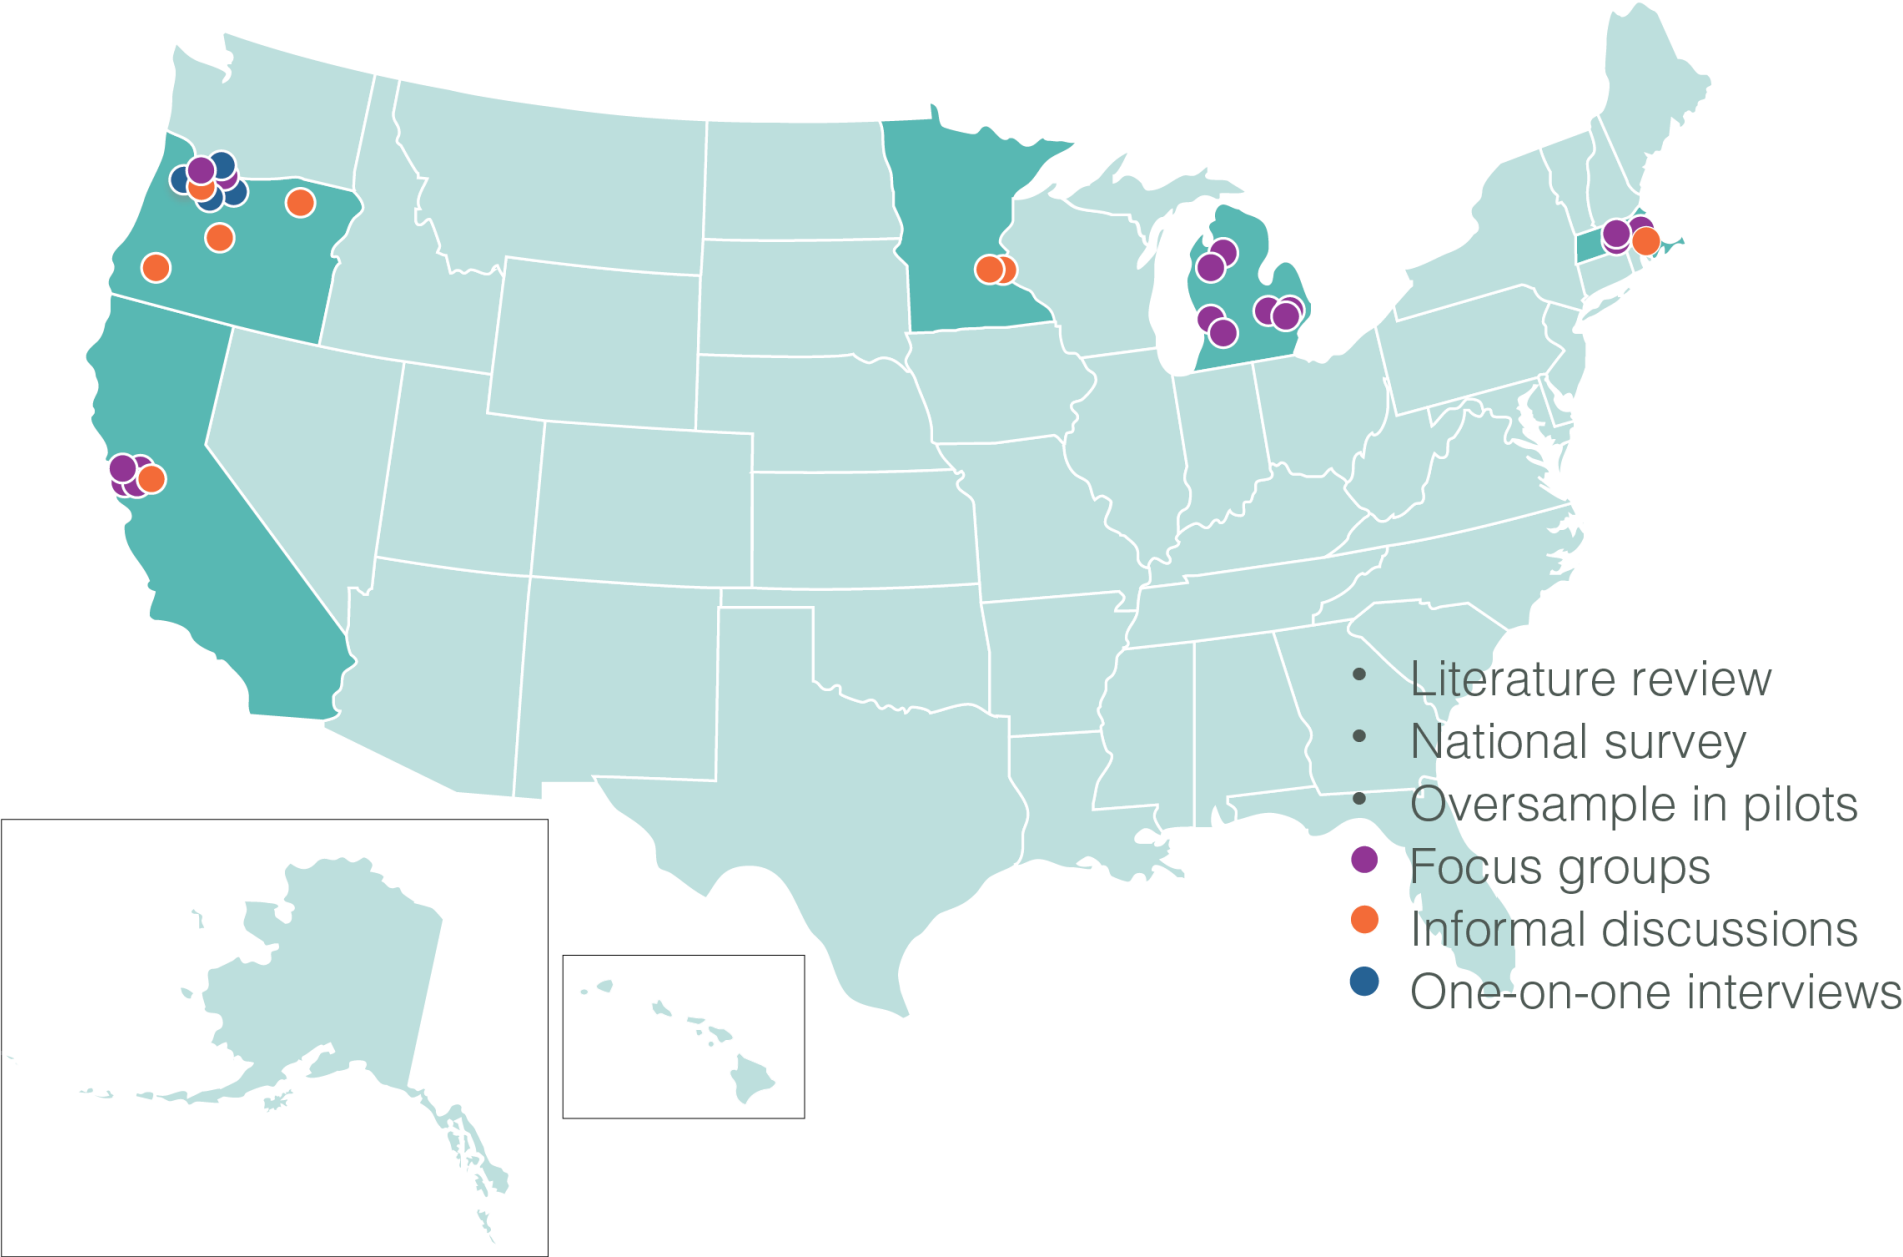 Literature review
National survey
Oversample in pilots
Focus groups
Informal discussions
One-on-one interviews